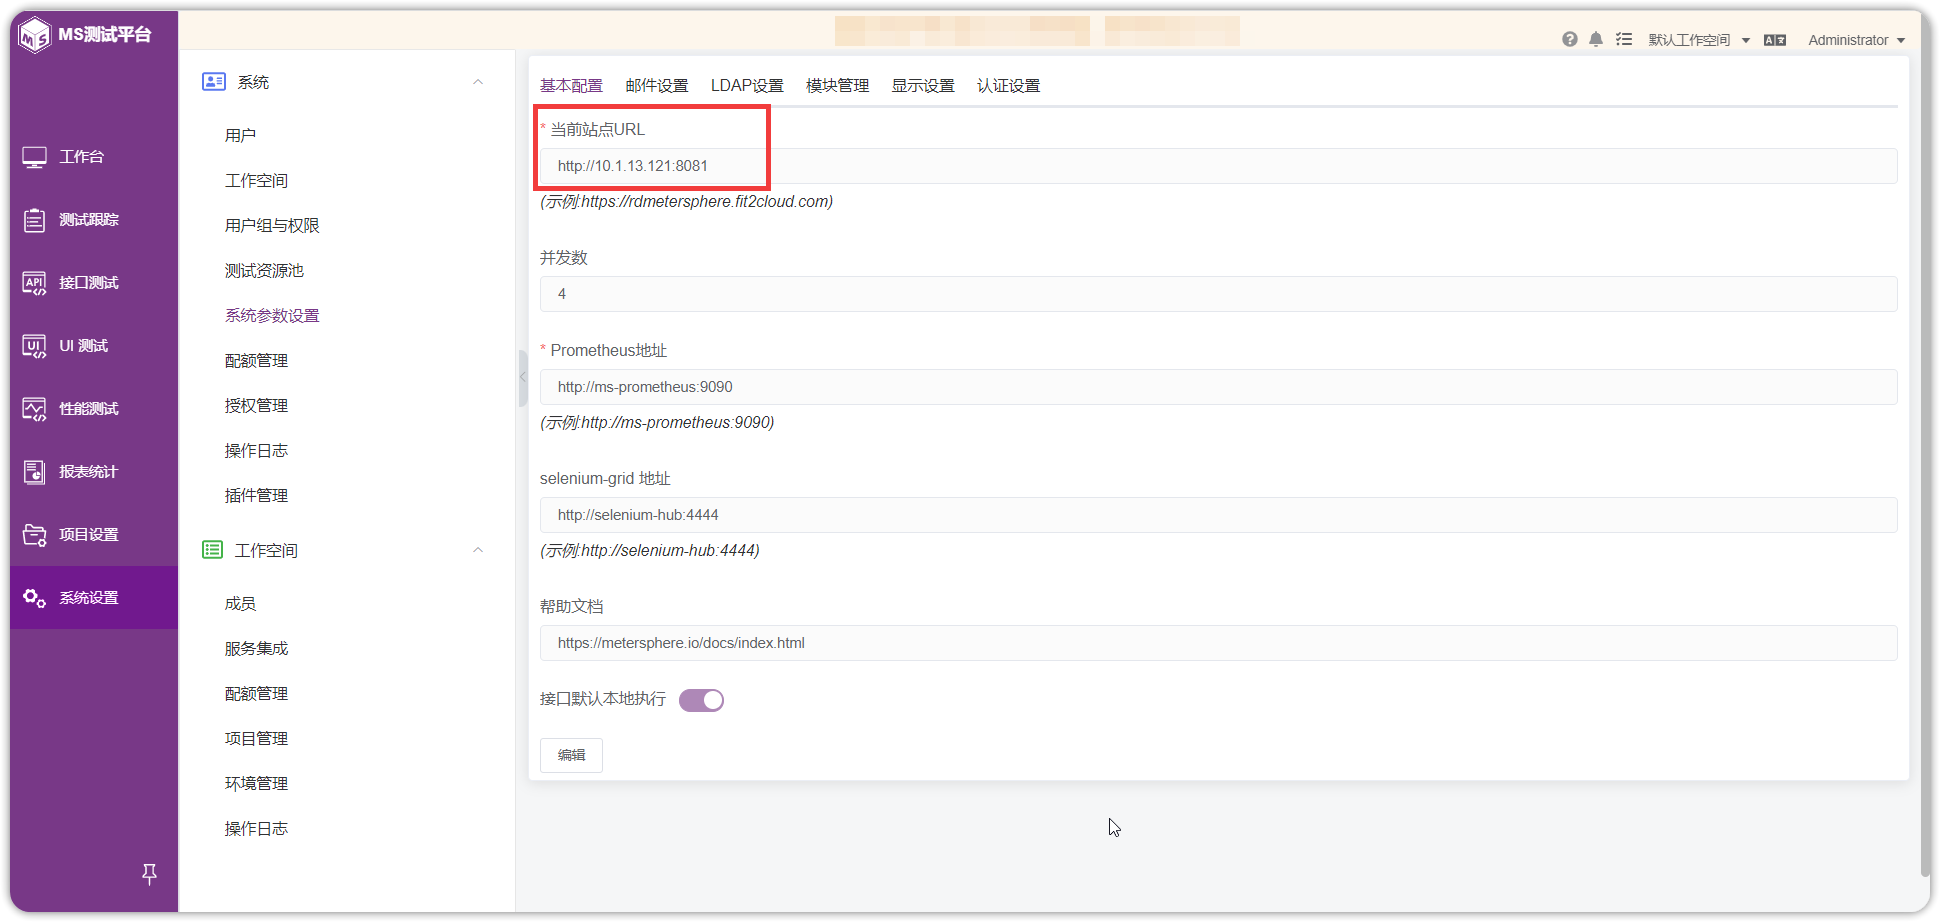 MS测试平台
默认工作空间
Administrator
工作台
测试跟踪
API
接口测试
UI
UI 测试
性能测试
报表统计
项目设置
系统设置
系统
用户
工作空间
用户组与权限
测试资源池
系统参数设置
配额管理
授权管理
操作日志
插件管理
工作空间
成员
服务集成
配额管理
项目管理
环境管理
操作日志
基本配置 邮件设置 LDAP设置 模块管理 显示设置 认证设置
* 当前站点URL
http://10.1.13.121:8081
(示例:https://rdmetersphere.fit2cloud.com)
并发数
4
* Prometheus地址
http://ms-prometheus:9090
(示例:http://ms-prometheus:9090)
selenium-grid 地址
http://selenium-hub:4444
(示例:http://selenium-hub:4444)
帮助文档
https://metersphere.io/docs/index.html
接口默认本地执行
编辑